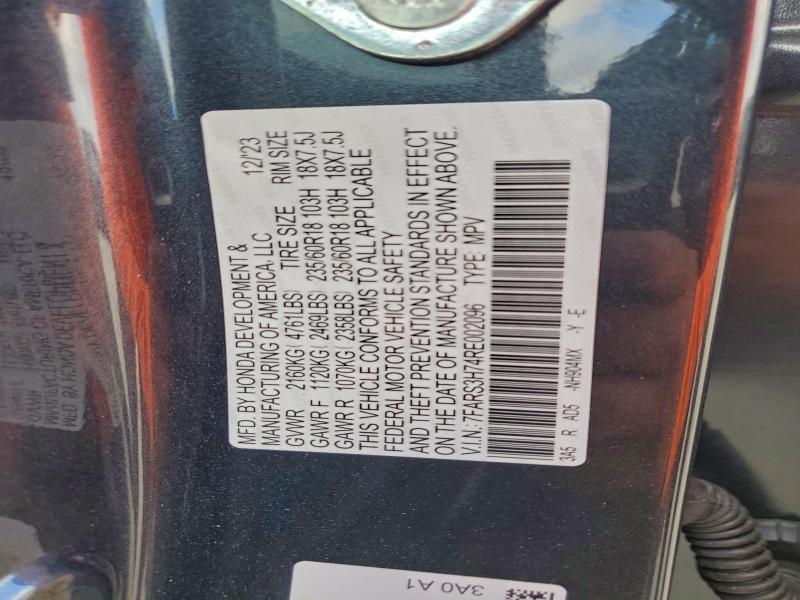 MFD. BY HONDA DEVELOPMENT &
MANUFACTURING OF AMERICA, LLC 12/'23
GVWR 2160KG( 4761LBS) TIRE SIZE RIM SIZE
GAWR F 1120KG( 2469LBS) 235/60R18 103H 18X7.5J
GAWR R 1070KG( 2358LBS) 235/60R18 103H 18X7.5J
THIS VEHICLE CONFORMS TO ALL APPLICABLE
FEDERAL MOTOR VEHICLE SAFETY
AND THEFT PREVENTION STANDARDS IN EFFECT
ON THE DATE OF MANUFACTURE SHOWN ABOVE.
V.I.N.: 7FARS3H74RE002096 TYPE: MPV
3A5 R AD5 -NH904MX -Y -E
3A0 A1